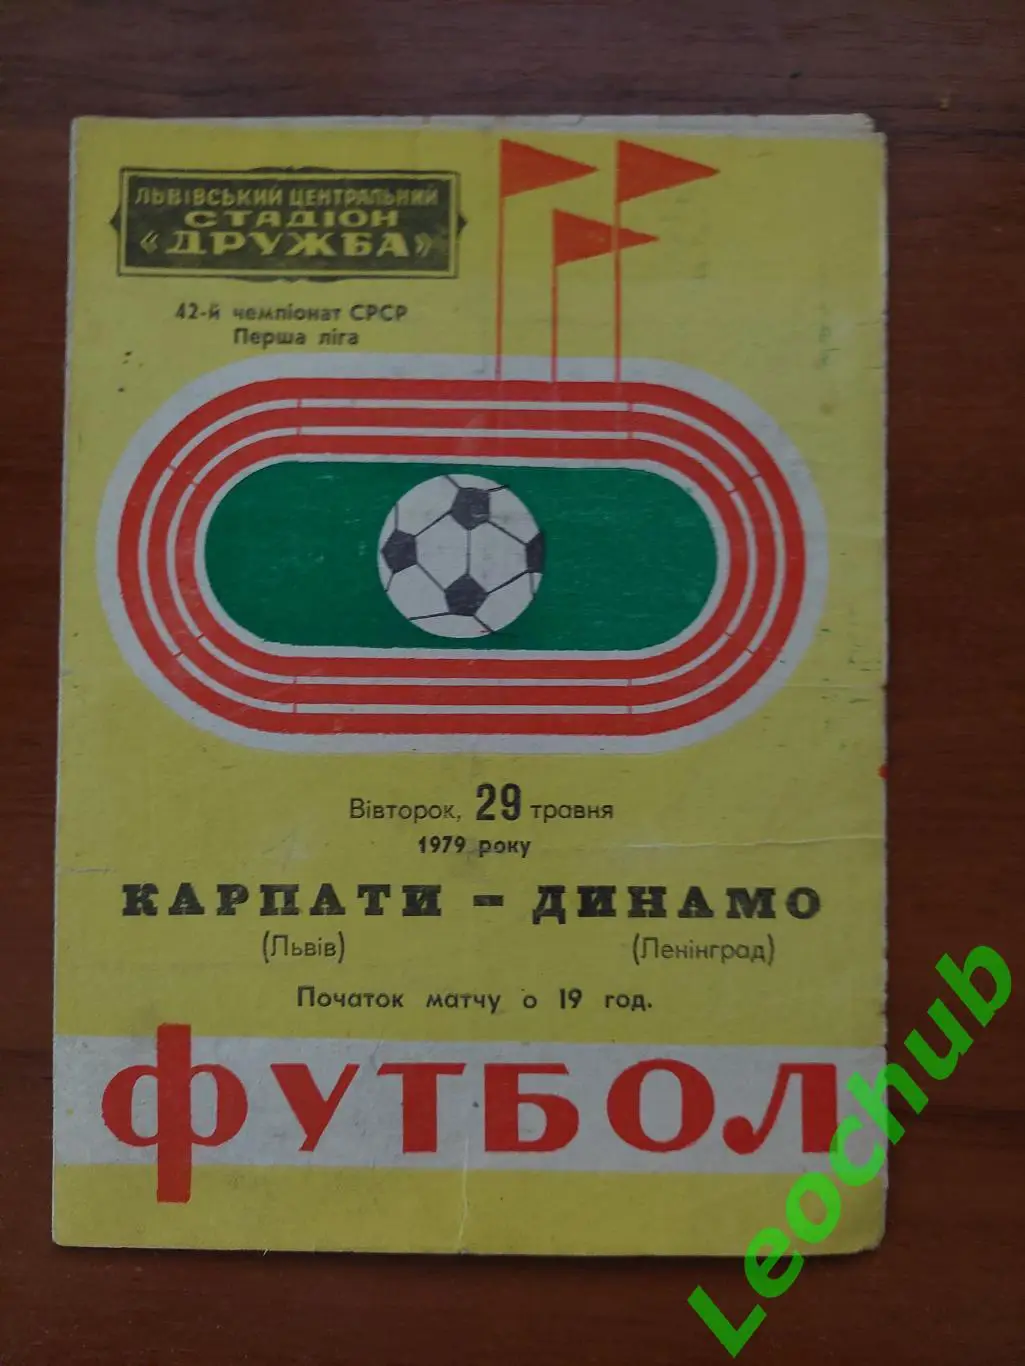 ЛЬВІВСЬКИЙ ЦЕНТРАЛЬНИЙ
СТАДІОН
«ДРУЖБА»
42-й чемпіонат СРСР
Перша ліга
Вівторок, 29 травня
1979 року
КАРПАТИ - ДИНАМО
(Львів) (Ленінград)
Початок матчу о 19 год.
ФУТБОЛ
Leochub